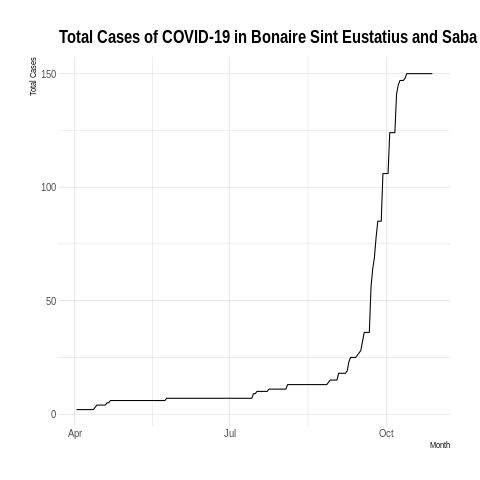 Total Cases of COVID-19 in Bonaire Sint Eustatius and Saba
Total Cases
150
100
50
0
Apr
Jul
Oct
Month